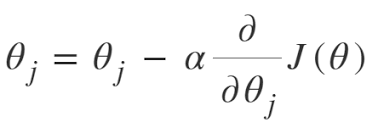 θ_j = θ_j − α ∂/∂θ_j J(θ)